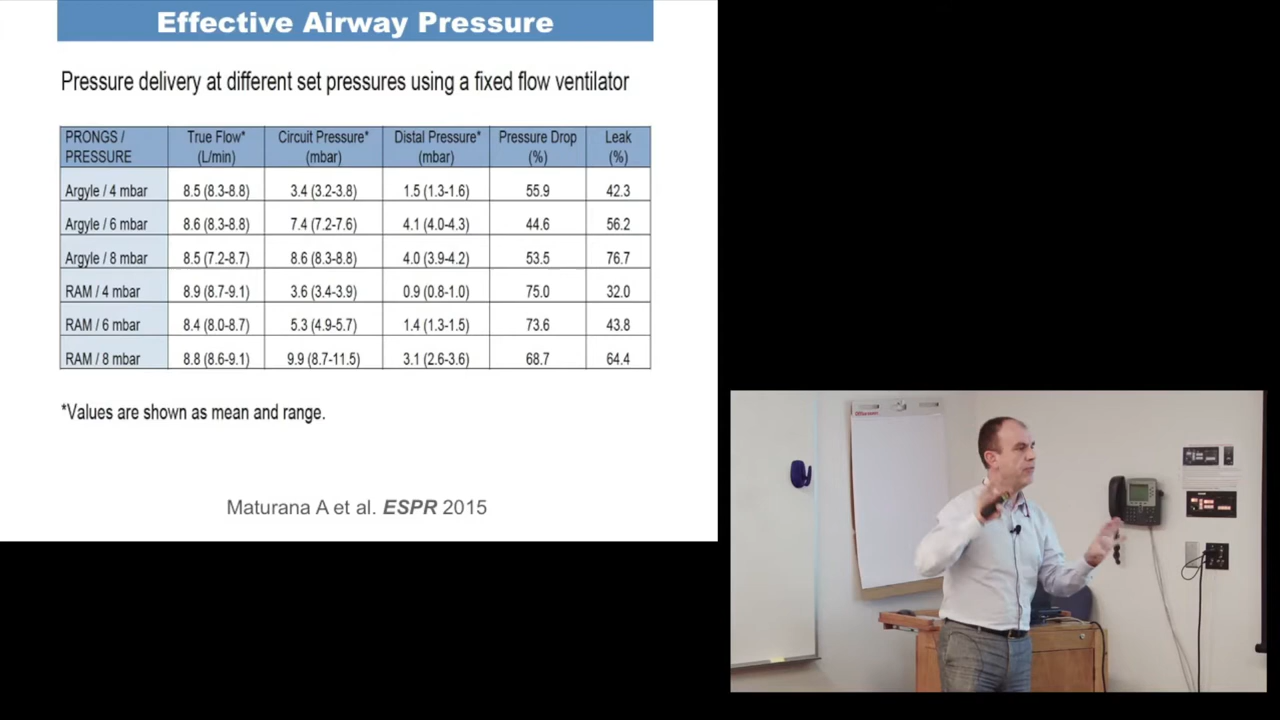 Effective Airway Pressure
Pressure delivery at different set pressures using a fixed flow ventilator
PRONGS / PRESSURE True Flow* (L/min) Circuit Pressure* (mbar) Distal Pressure* (mbar) Pressure Drop (%) Leak (%)
Argyle / 4 mbar 8.5 (8.3-8.8) 3.4 (3.2-3.8) 1.5 (1.3-1.6) 55.9 42.3
Argyle / 6 mbar 8.6 (8.3-8.8) 7.4 (7.2-7.6) 4.1 (4.0-4.3) 44.6 56.2
Argyle / 8 mbar 8.5 (7.2-8.7) 8.6 (8.3-8.8) 4.0 (3.9-4.2) 53.5 76.7
RAM / 4 mbar 8.9 (8.7-9.1) 3.6 (3.4-3.9) 0.9 (0.8-1.0) 75.0 32.0
RAM / 6 mbar 8.4 (8.0-8.7) 5.3 (4.9-5.7) 1.4 (1.3-1.5) 73.6 43.8
RAM / 8 mbar 8.8 (8.6-9.1) 9.9 (8.7-11.5) 3.1 (2.6-3.6) 68.7 64.4
*Values are shown as mean and range.
Maturana A et al. ESPR 2015